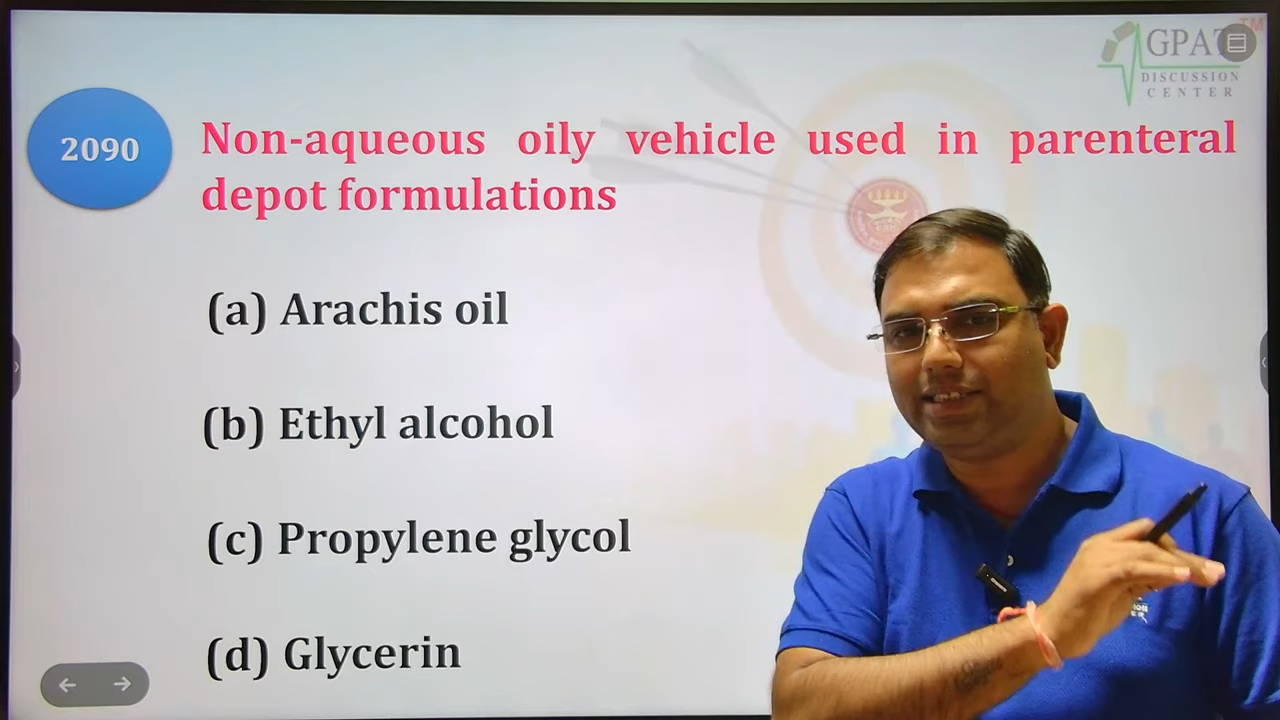 GPAT
TM
DISCUSSION
CENTER
2090
Non-aqueous oily vehicle used in parenteral
depot formulations
(a) Arachis oil
(b) Ethyl alcohol
(c) Propylene glycol
(d) Glycerin